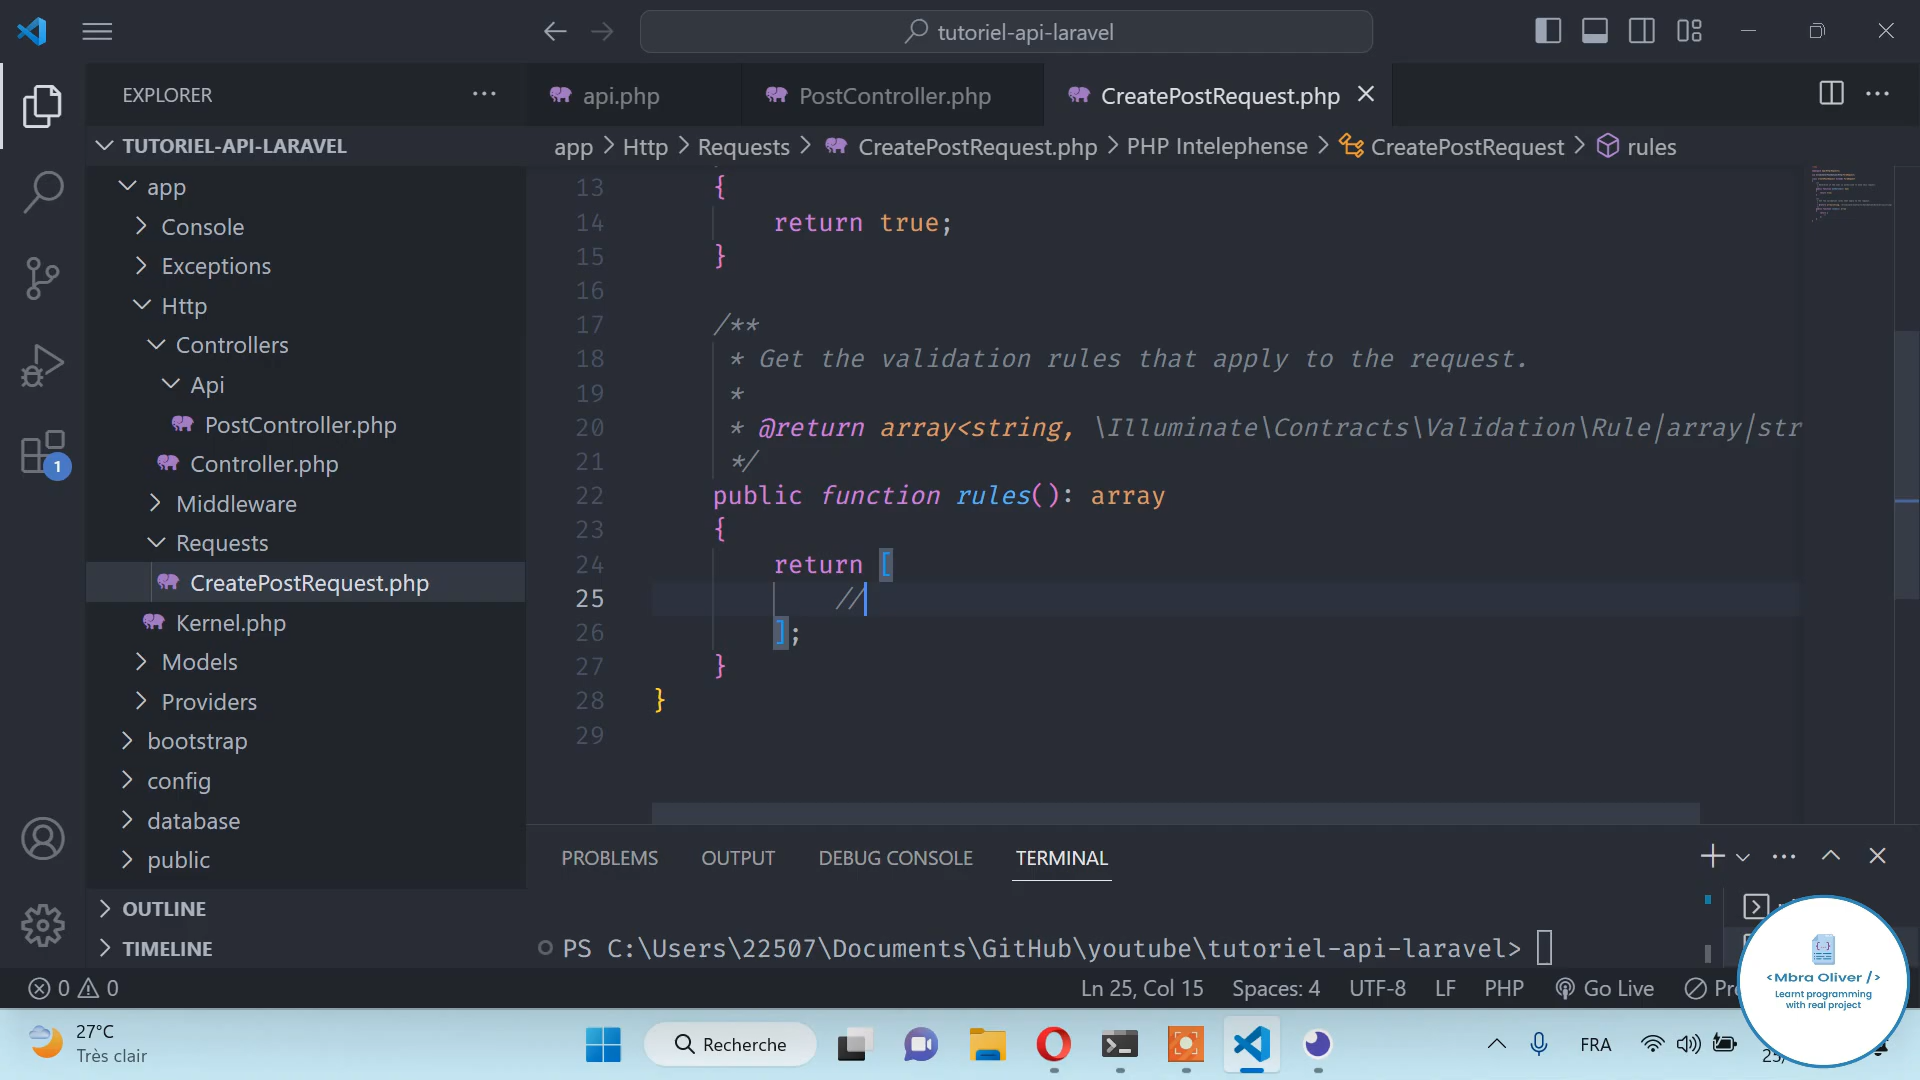 tutoriel-api-laravel
EXPLORER
api.php
PostController.php
CreatePostRequest.php
TUTORIEL-API-LARAVEL
app > Http > Requests > CreatePostRequest.php > PHP Intelephense > CreatePostRequest > rules
app
Console
Exceptions
Http
Controllers
Api
PostController.php
Controller.php
Middleware
Requests
CreatePostRequest.php
Kernel.php
Models
Providers
bootstrap
config
database
public
OUTLINE
TIMELINE
13 {
14 return true;
15 }
16
17 /**
18 * Get the validation rules that apply to the request.
19 *
20 * @return array<string, \Illuminate\Contracts\Validation\Rule|array|str
21 */
22 public function rules(): array
23 {
24 return [
25 //
26 ];
27 }
28 }
29
1
PROBLEMS
OUTPUT
DEBUG CONSOLE
TERMINAL
PS C:\Users\22507\Documents\GitHub\youtube\tutoriel-api-laravel>
0 0
Ln 25, Col 15
Spaces: 4
UTF-8
LF
PHP
Go Live
<Mbra Oliver />
Learnt programming
with real project
27°C
Très clair
Recherche
FRA